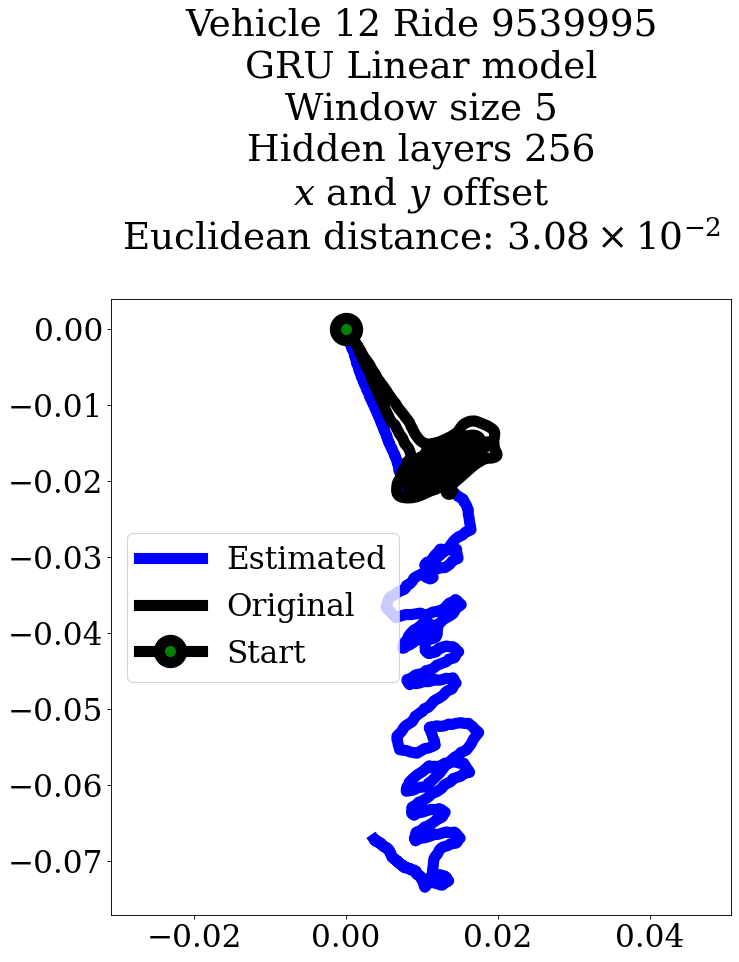 Vehicle 12 Ride 9539995
GRU Linear model
Window size 5
Hidden layers 256
x and y offset
Euclidean distance: 3.08 × 10⁻²
0.00
−0.01
−0.02
−0.03
−0.04
−0.05
−0.06
−0.07
Estimated
Original
Start
−0.02 0.00 0.02 0.04